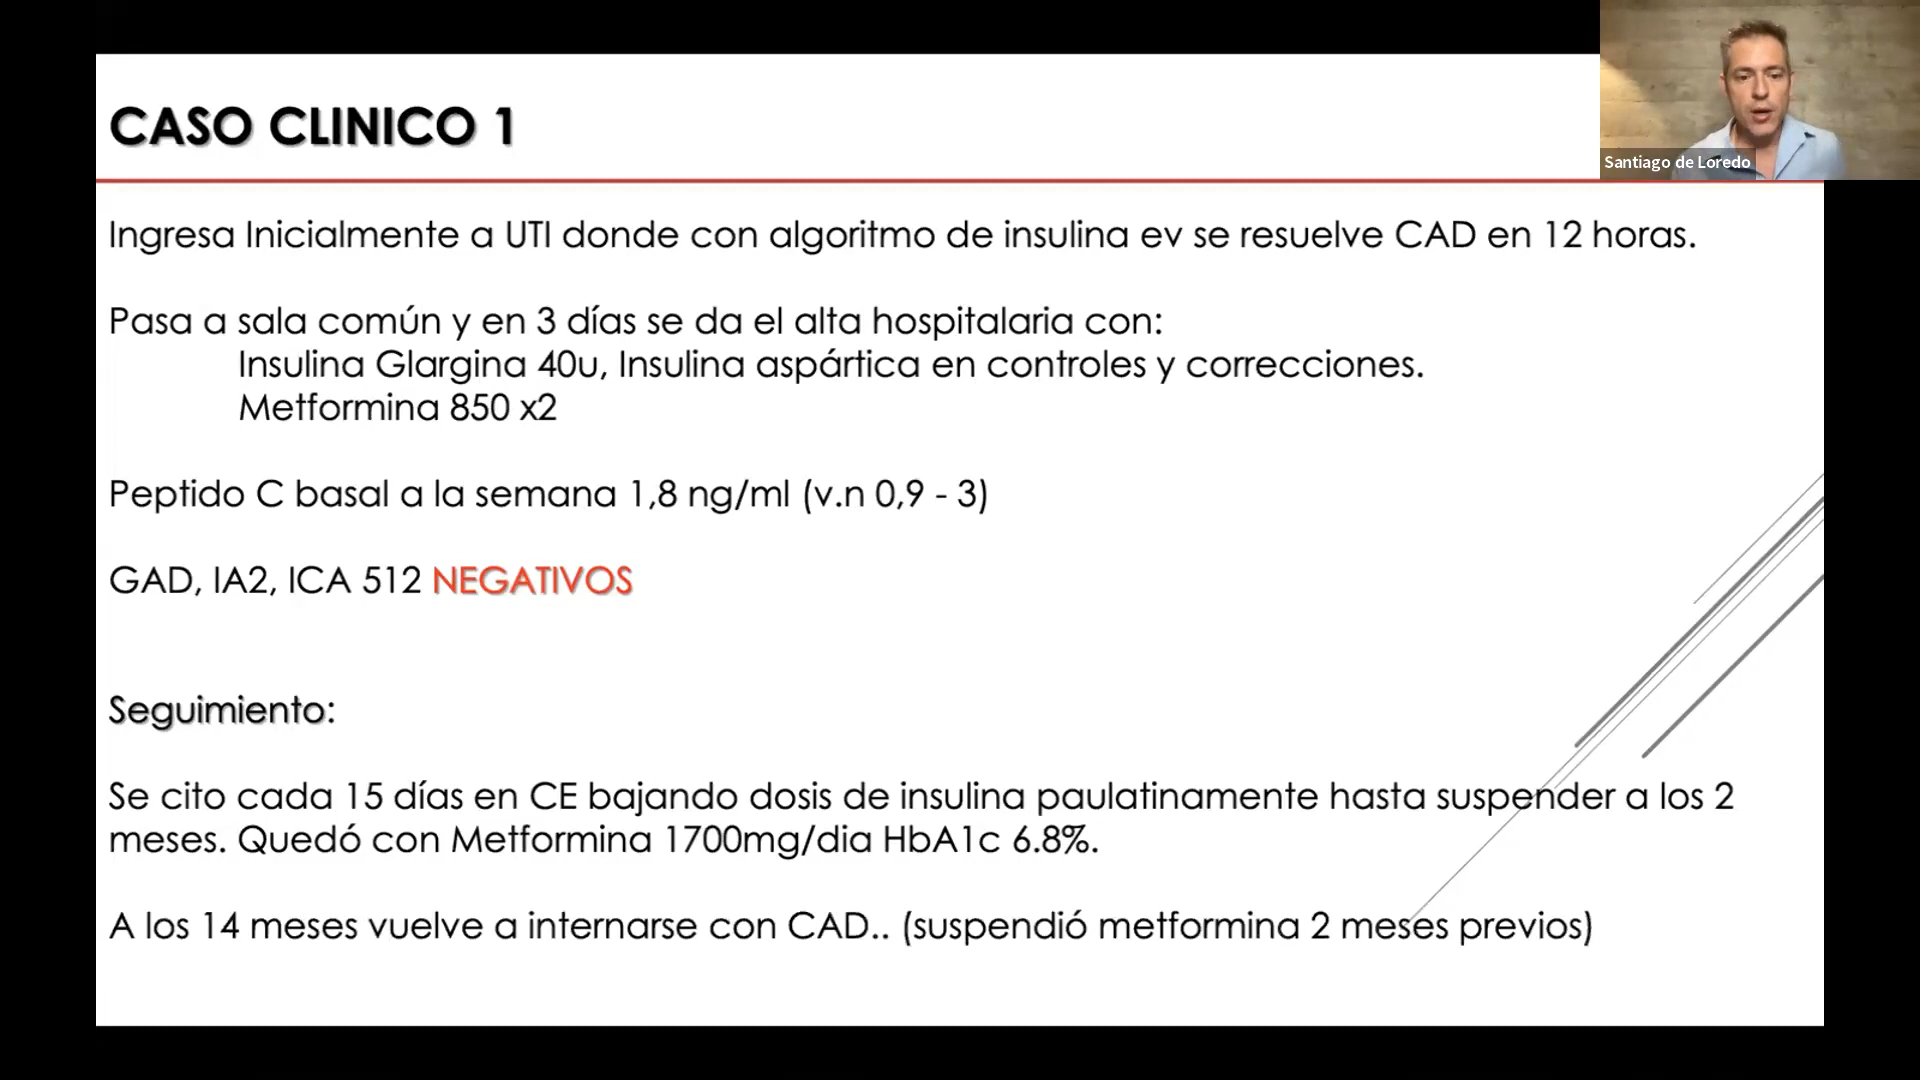 CASO CLINICO 1
Santiago de Loredo
Ingresa Inicialmente a UTI donde con algoritmo de insulina ev se resuelve CAD en 12 horas.
Pasa a sala común y en 3 días se da el alta hospitalaria con:
Insulina Glargina 40u, Insulina aspártica en controles y correcciones.
Metformina 850 x2
Peptido C basal a la semana 1,8 ng/ml (v.n 0,9 - 3)
GAD, IA2, ICA 512 NEGATIVOS
Seguimiento:
Se cito cada 15 días en CE bajando dosis de insulina paulatinamente hasta suspender a los 2
meses. Quedó con Metformina 1700mg/dia HbA1c 6.8%.
A los 14 meses vuelve a internarse con CAD.. (suspendió metformina 2 meses previos)